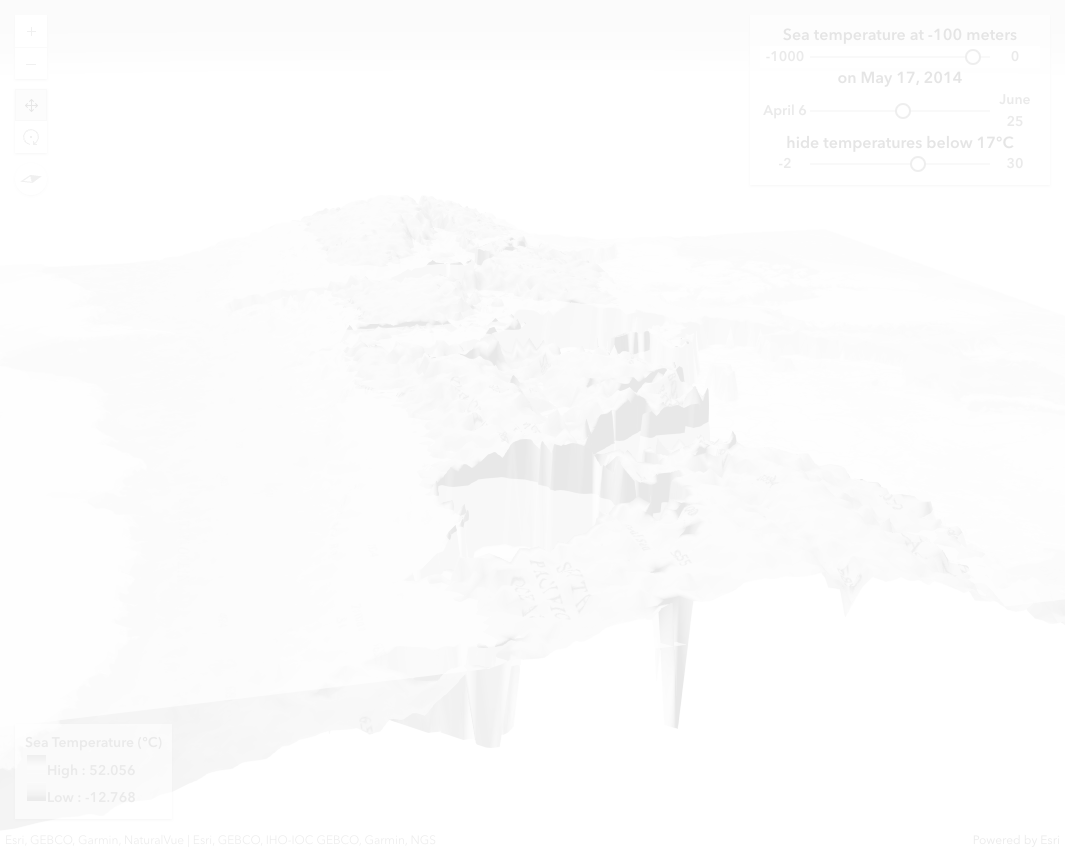 +
−
Sea temperature at -100 meters
-1000 0
on May 17, 2014
April 6 June 25
hide temperatures below 17°C
-2 30
Sea Temperature (°C)
High : 52.056
Low : -12.768
Esri, GEBCO, Garmin, NaturalVue | Esri, GEBCO, IHO-IOC GEBCO, Garmin, NGS
Powered by Esri